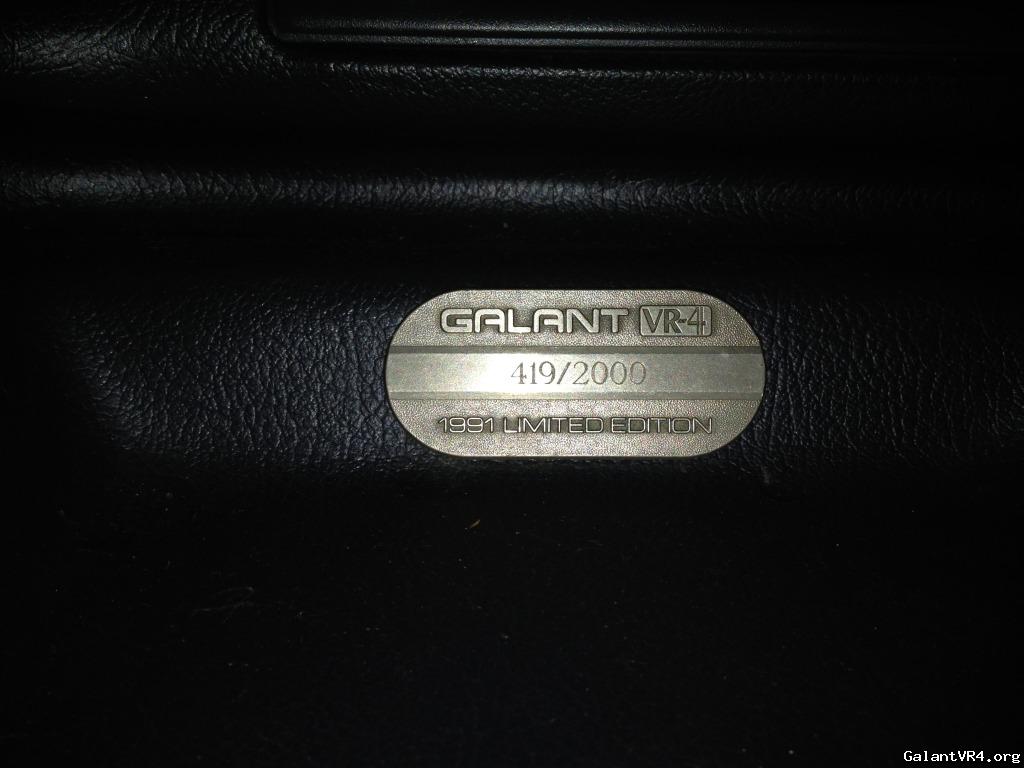 GALANT VR-4
419/2000
1991 LIMITED EDITION
GalantVR4.org